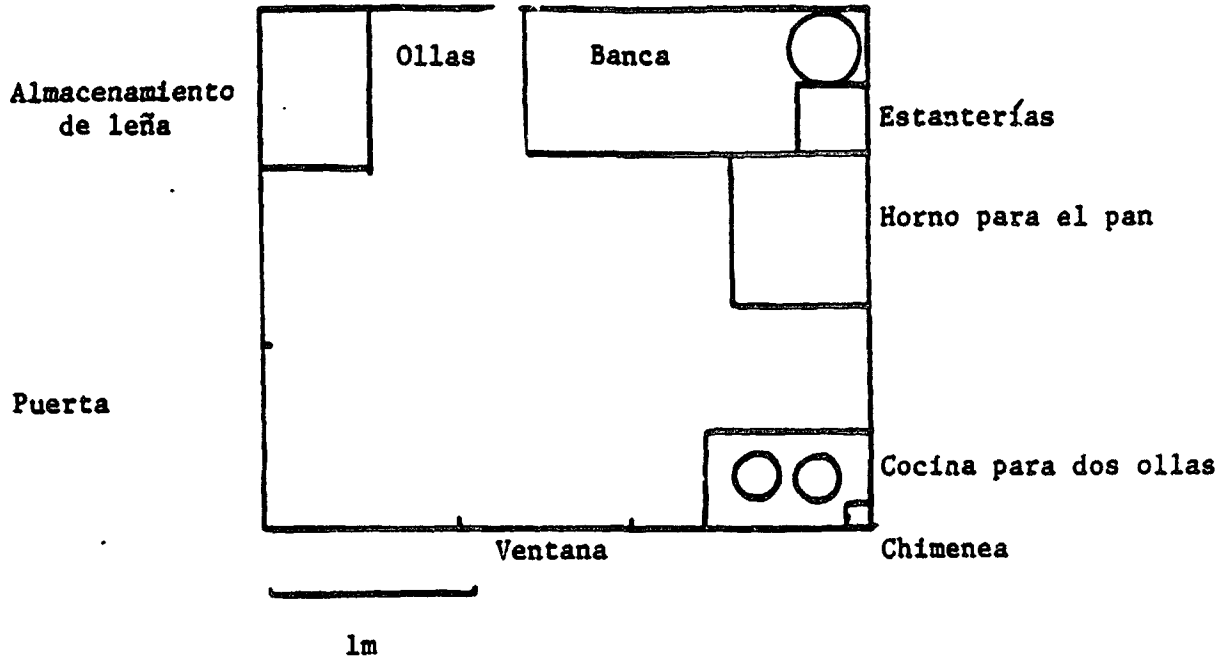 Ollas
Banca
Almacenamiento
de leña
Estanterías
Horno para el pan
Puerta
Cocina para dos ollas
Ventana
Chimenea
1m